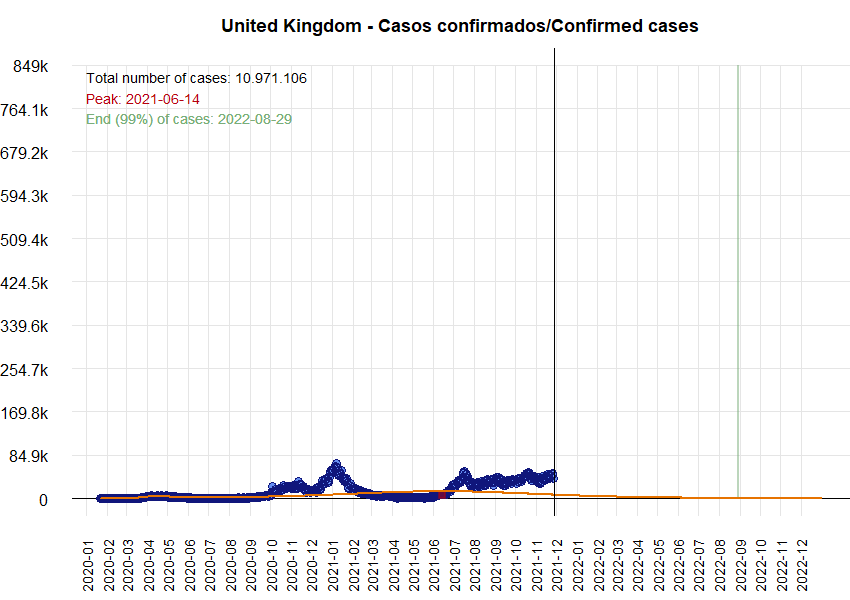 United Kingdom - Casos confirmados/Confirmed cases
849k
Total number of cases: 10.971.106
Peak: 2021-06-14
764.1k
End (99%) of cases: 2022-08-29
679.2k
594.3k
509.4k
424.5k
339.6k
254.7k
169.8k
84.9k
0
2020-01
2020-02
2020-03
2020-04
2020-05
2020-06
2020-07
2020-08
2020-09
2020-10
2020-11
2020-12
2021-01
2021-02
2021-03
2021-04
2021-05
2021-06
2021-07
2021-08
2021-09
2021-10
2021-11
2021-12
2022-01
2022-02
2022-03
2022-04
2022-05
2022-06
2022-07
2022-08
2022-09
2022-10
2022-11
2022-12